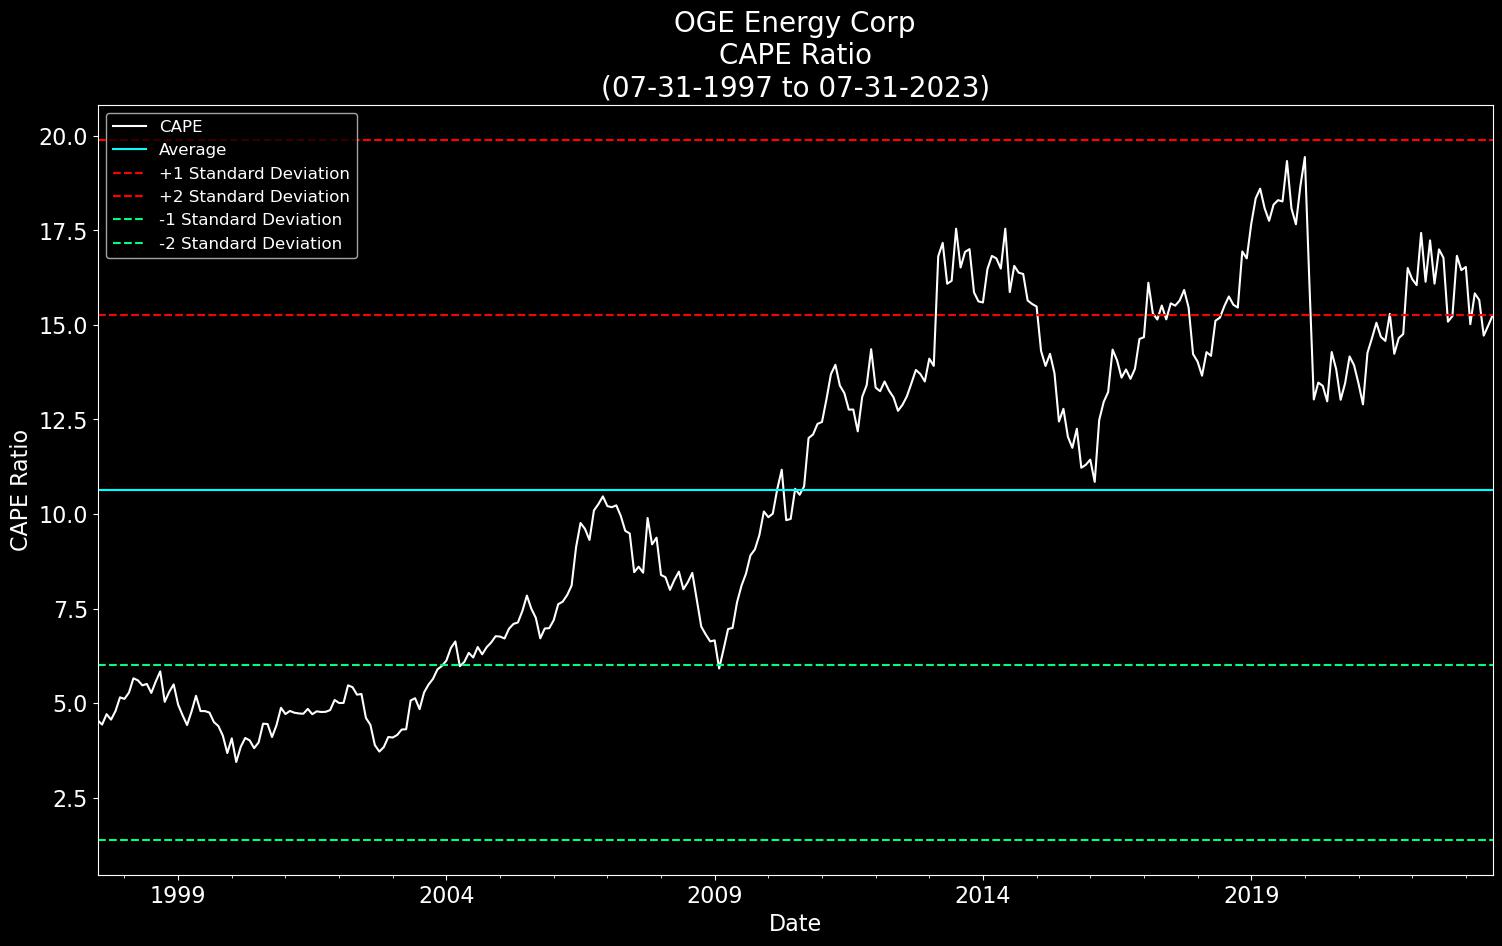 OGE Energy Corp
CAPE Ratio
(07-31-1997 to 07-31-2023)
CAPE
Average
+1 Standard Deviation
+2 Standard Deviation
-1 Standard Deviation
-2 Standard Deviation
20.0
17.5
15.0
12.5
10.0
7.5
5.0
2.5
CAPE Ratio
1999 2004 2009 2014 2019
Date